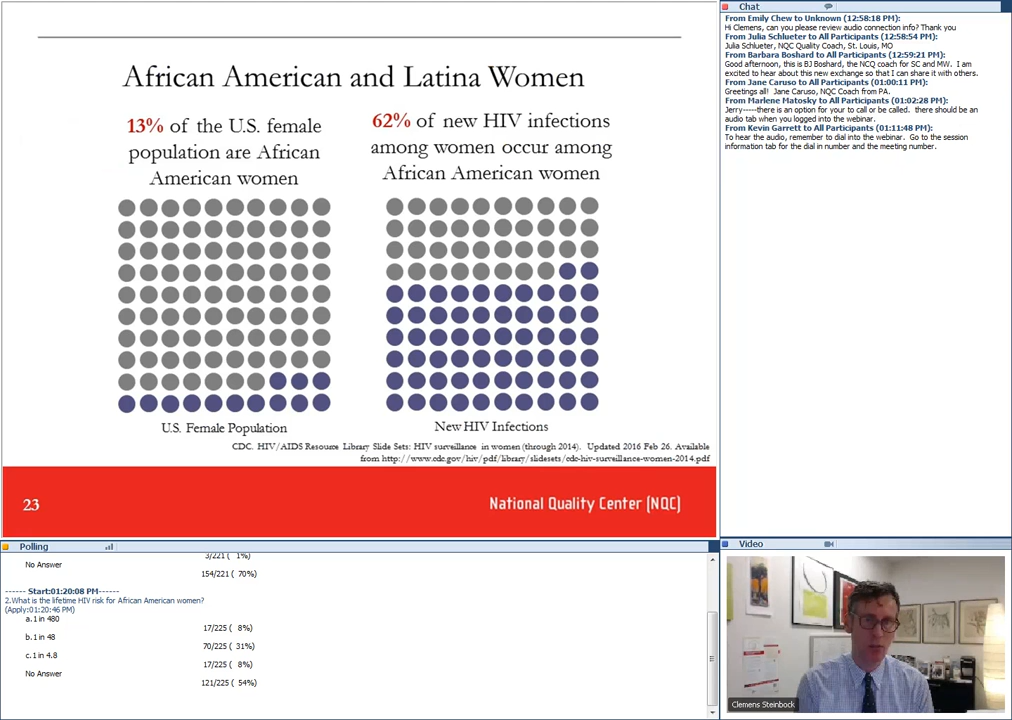 African American and Latina Women
13% of the U.S. female
population are African
American women
62% of new HIV infections
among women occur among
African American women
U.S. Female Population
New HIV Infections
CDC. HIV/AIDS Resource Library Slide Sets: HIV surveillance in women (through 2014). Updated 2016 Feb 26. Available
from http://www.cdc.gov/hiv/pdf/library/slidesets/cdc-hiv-surveillance-women-2014.pdf
23
National Quality Center (NQC)
Chat
From Emily Chew to Unknown (12:58:18 PM):
Hi Clemens, can you please review audio connection info? Thank you
From Julia Schlueter to All Participants (12:58:54 PM):
Julia Schlueter, NQC Quality Coach, St. Louis, MO
From Barbara Boshard to All Participants (12:59:21 PM):
Good afternoon, this is BJ Boshard, the NCQ coach for SC and MW. I am
excited to hear about this new exchange so that I can share it with others.
From Jane Caruso to All Participants (01:00:11 PM):
Greetings all! Jane Caruso, NQC Coach from PA.
From Marlene Matosky to All Participants (01:02:28 PM):
Jerry-----there is an option for your to call or be called. there should be an
audio tab when you logged into the webinar.
From Kevin Garrett to All Participants (01:11:48 PM):
To hear the audio, remember to dial into the webinar. Go to the session
information tab for the dial in number and the meeting number.
Polling
3/221 ( 1%)
No Answer
154/221 ( 70%)
------ Start:01:20:08 PM------
2.What is the lifetime HIV risk for African American women?
(Apply:01:20:46 PM)
a.1 in 480
17/225 ( 8%)
b.1 in 48
70/225 ( 31%)
c.1 in 4.8
17/225 ( 8%)
No Answer
121/225 ( 54%)
Video
Clemens Steinbock